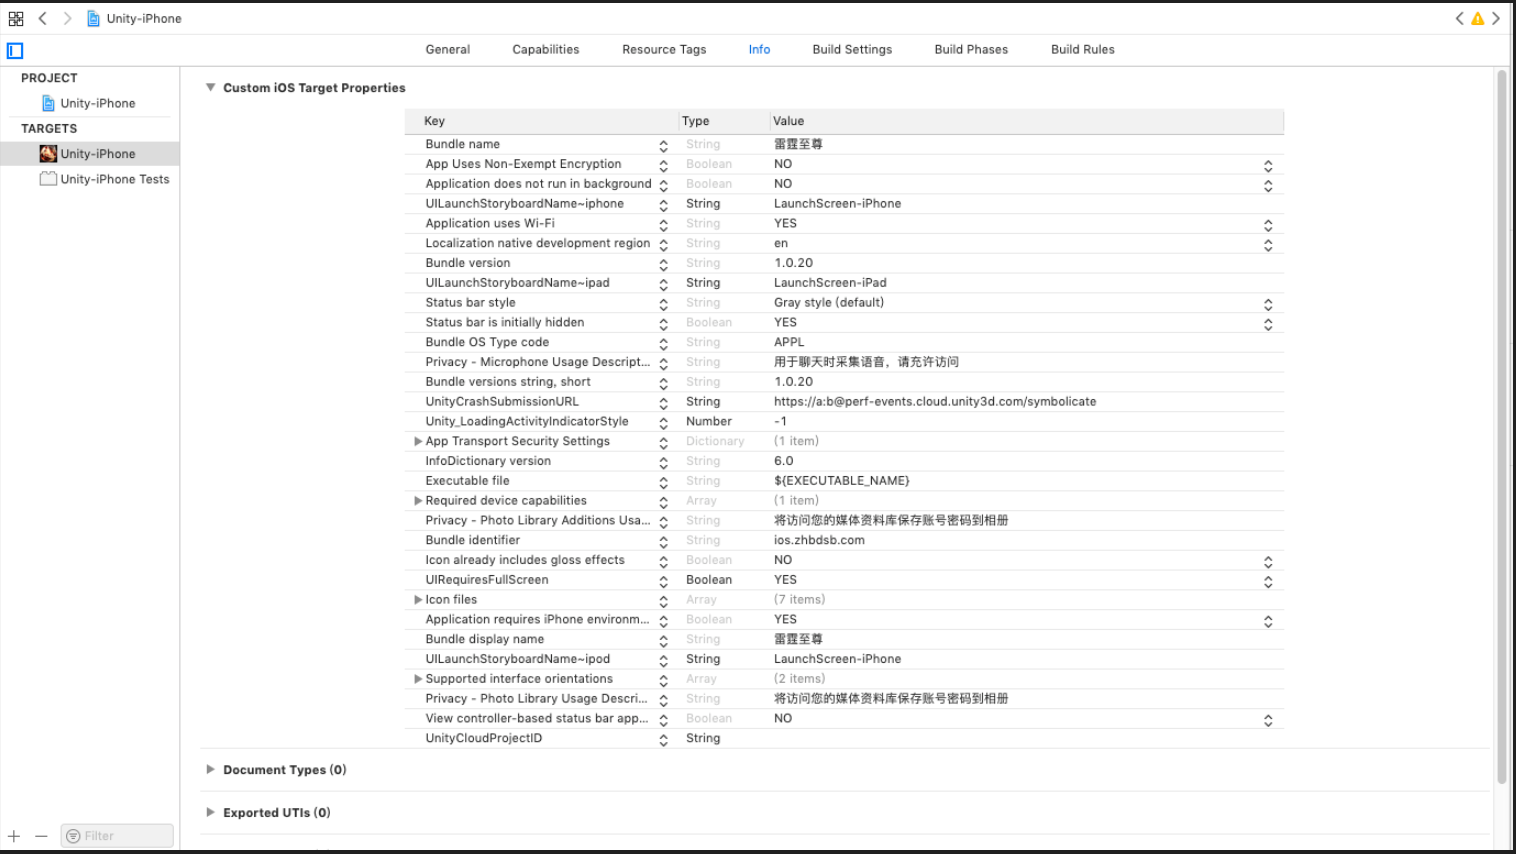 Unity-iPhone
General Capabilities Resource Tags Info Build Settings Build Phases Build Rules
PROJECT
Unity-iPhone
TARGETS
Unity-iPhone
Unity-iPhone Tests
Custom iOS Target Properties
Key Type Value
Bundle name String 雷霆至尊
App Uses Non-Exempt Encryption Boolean NO
Application does not run in background Boolean NO
UILaunchStoryboardName~iphone String LaunchScreen-iPhone
Application uses Wi-Fi String YES
Localization native development region String en
Bundle version String 1.0.20
UILaunchStoryboardName~ipad String LaunchScreen-iPad
Status bar style String Gray style (default)
Status bar is initially hidden Boolean YES
Bundle OS Type code String APPL
Privacy - Microphone Usage Descript... String 用于聊天时采集语音，请充许访问
Bundle versions string, short String 1.0.20
UnityCrashSubmissionURL String https://a:b@perf-events.cloud.unity3d.com/symbolicate
Unity_LoadingActivityIndicatorStyle Number -1
App Transport Security Settings Dictionary (1 item)
InfoDictionary version String 6.0
Executable file String ${EXECUTABLE_NAME}
Required device capabilities Array (1 item)
Privacy - Photo Library Additions Usa... String 将访问您的媒体资料库保存账号密码到相册
Bundle identifier String ios.zhbdsb.com
Icon already includes gloss effects Boolean NO
UIRequiresFullScreen Boolean YES
Icon files Array (7 items)
Application requires iPhone environm... Boolean YES
Bundle display name String 雷霆至尊
UILaunchStoryboardName~ipod String LaunchScreen-iPhone
Supported interface orientations Array (2 items)
Privacy - Photo Library Usage Descri... String 将访问您的媒体资料库保存账号密码到相册
View controller-based status bar app... Boolean NO
UnityCloudProjectID String
Document Types (0)
Exported UTIs (0)
Filter